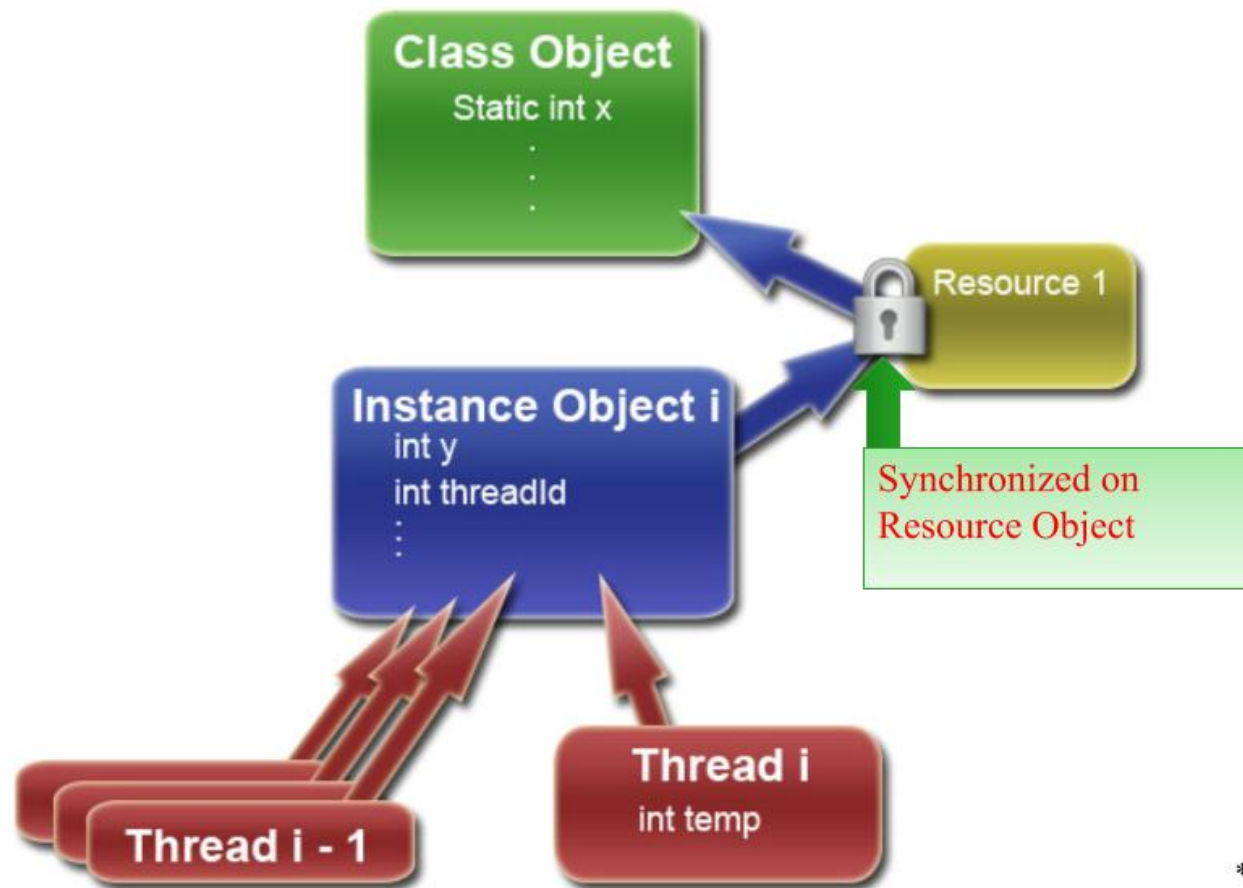 Class Object
Static int x
.
.
.
Resource 1
Instance Object i
int y
int threadId
.
.
.
Synchronized on
Resource Object
Thread i
int temp
Thread i - 1
*